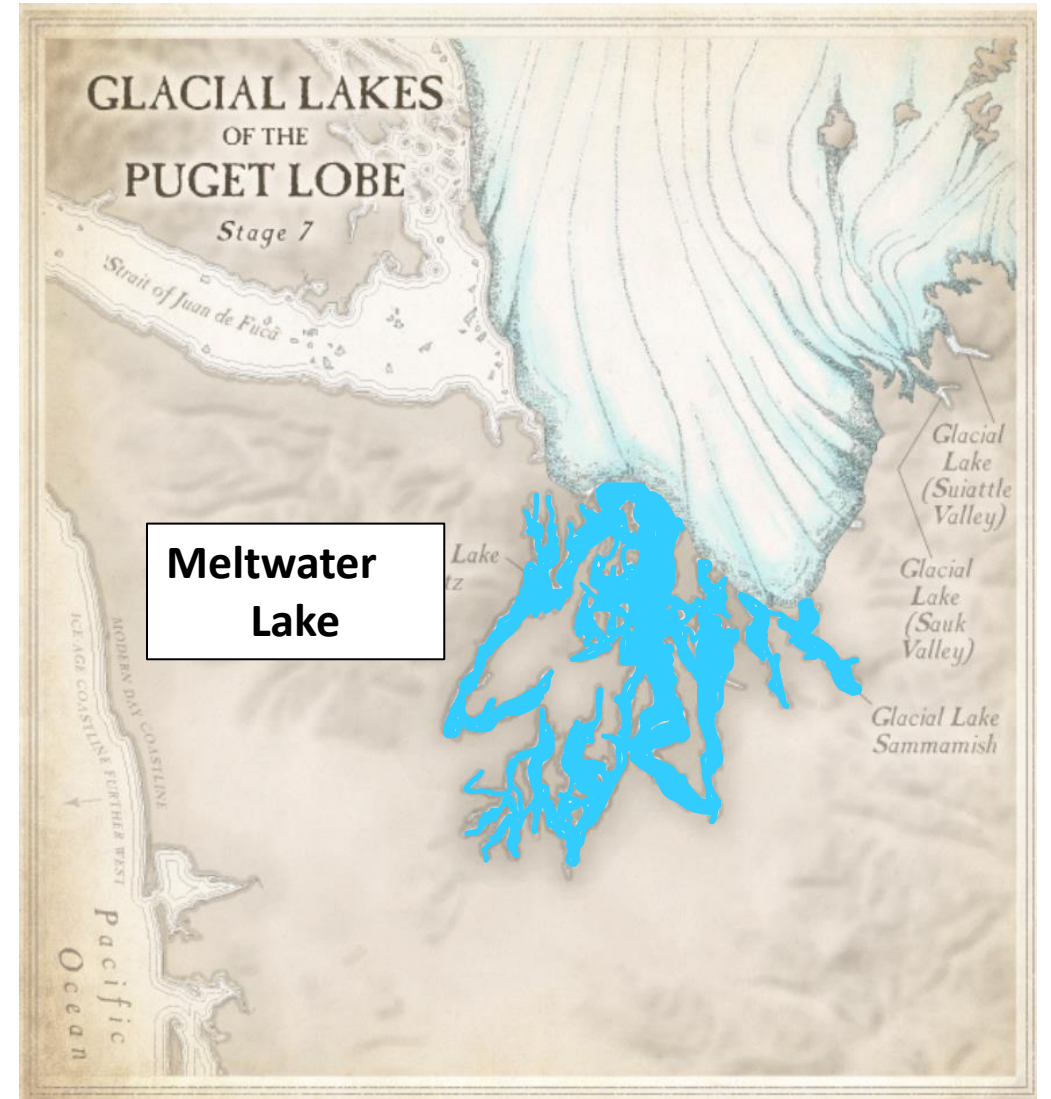 GLACIAL LAKES
OF THE
PUGET LOBE
Stage 7
Strait of Juan de Fuca
Glacial
Lake
(Suiattle
Valley)
Meltwater
Lake
Lake
tz
Glacial
Lake
(Sauk
Valley)
Glacial Lake
Sammamish
MODERN DAY COASTLINE
ICE AGE COASTLINE FURTHER WEST
Pacific
Ocean